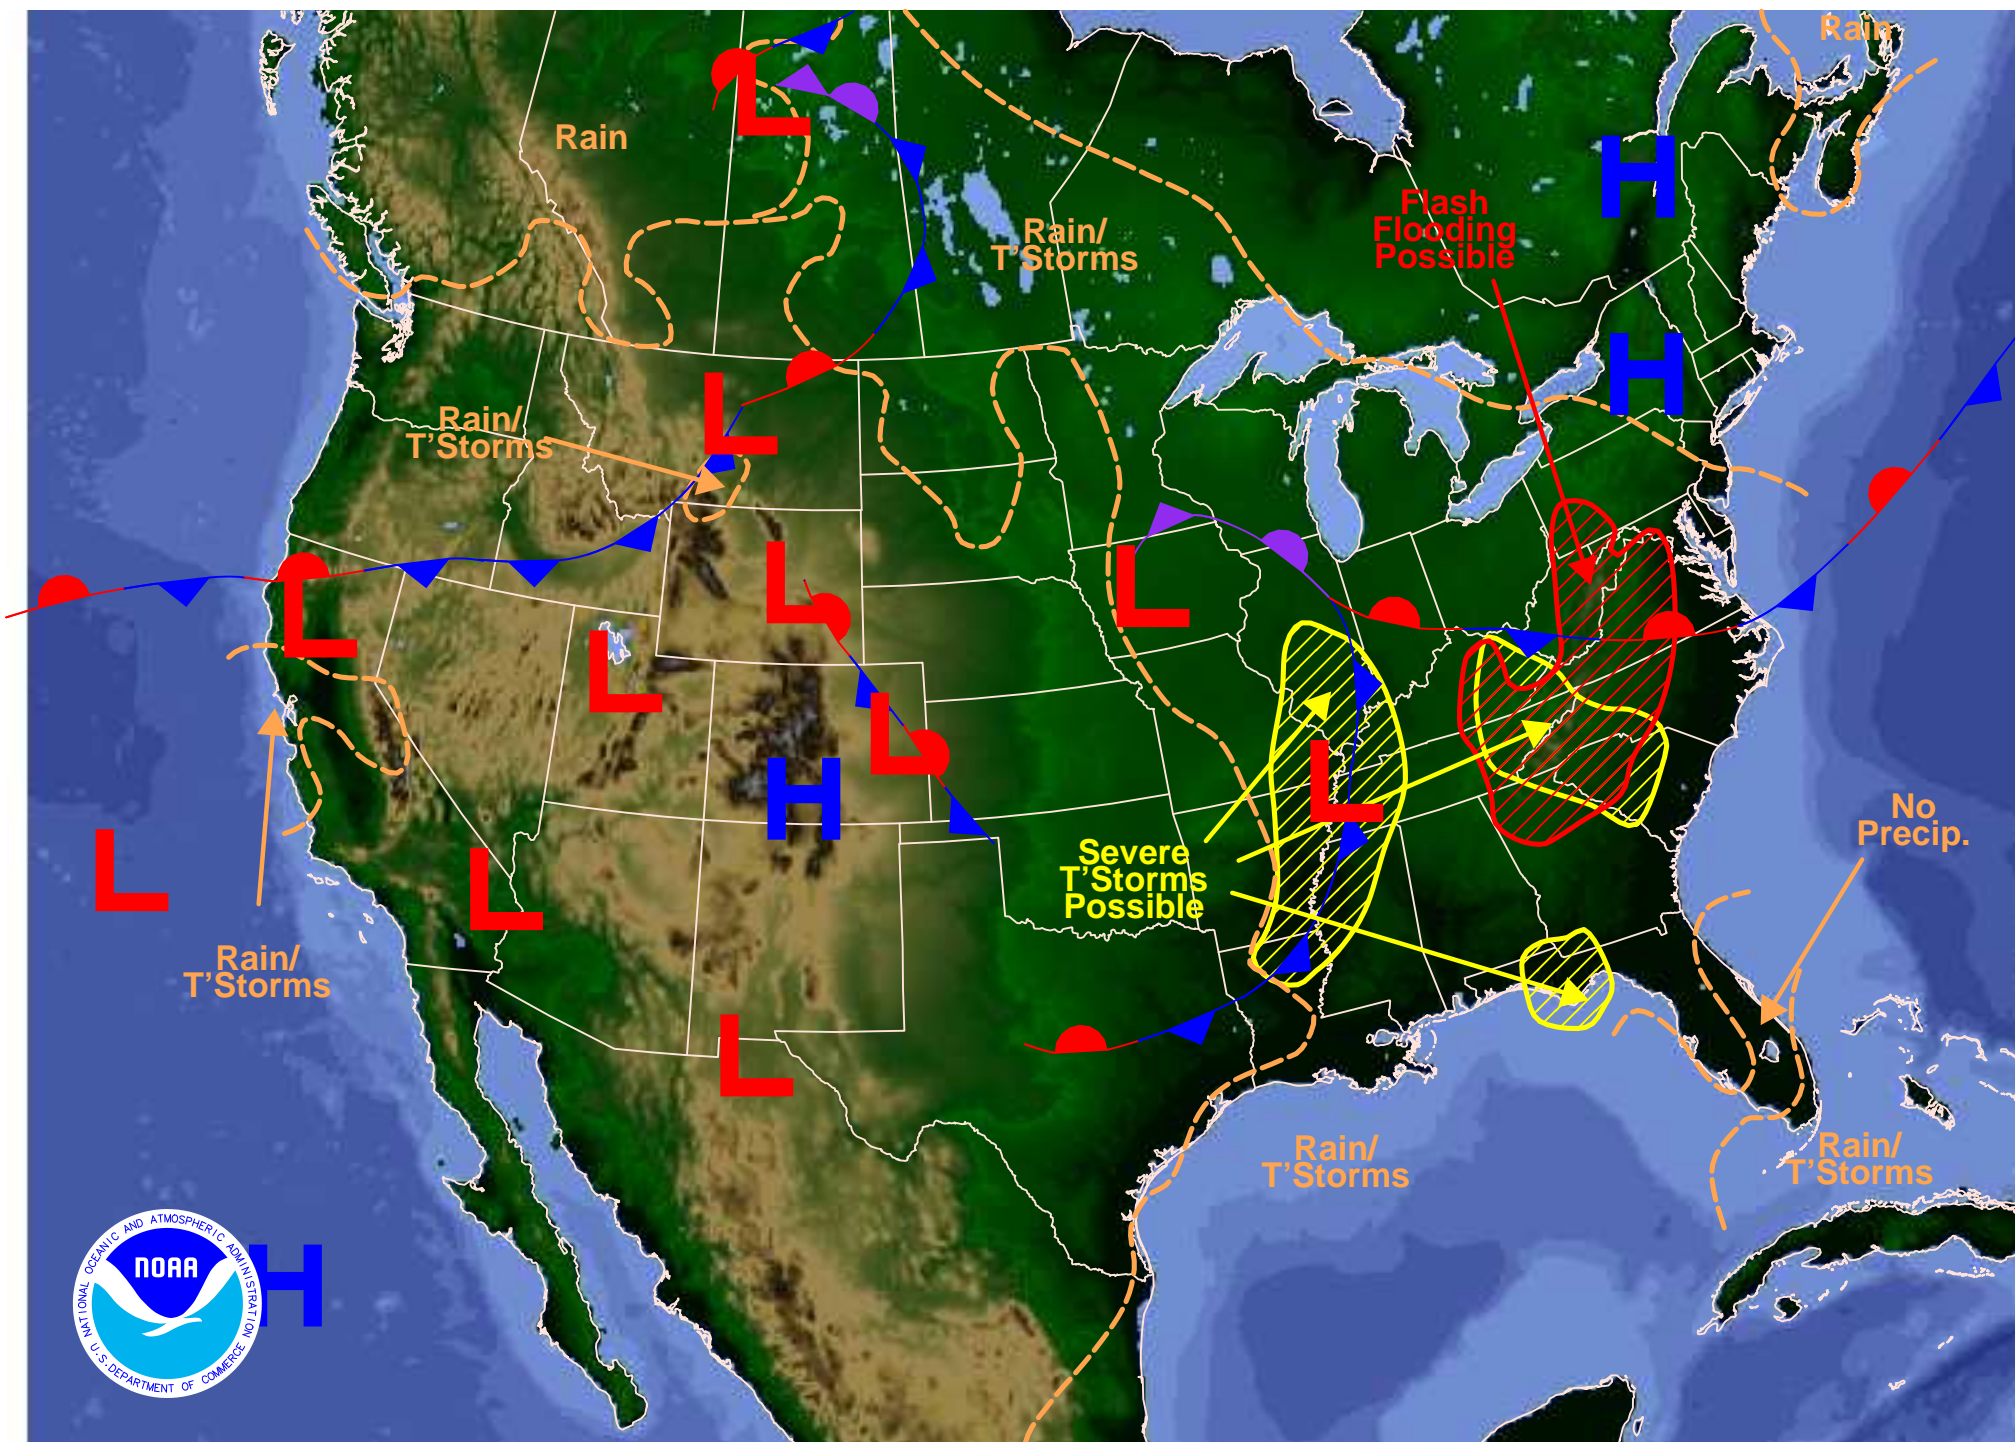 Rain
Rain
L
H
Flash
Flooding
Possible
Rain/
T'Storms
H
L
Rain/
T'Storms
L
L
L
L
L
L
H
L
No
Precip.
L
Severe
T'Storms
Possible
L
Rain/
T'Storms
L
Rain/
T'Storms
Rain/
T'Storms
H
NOAA
NATIONAL OCEANIC AND ATMOSPHERIC ADMINISTRATION
U.S. DEPARTMENT OF COMMERCE